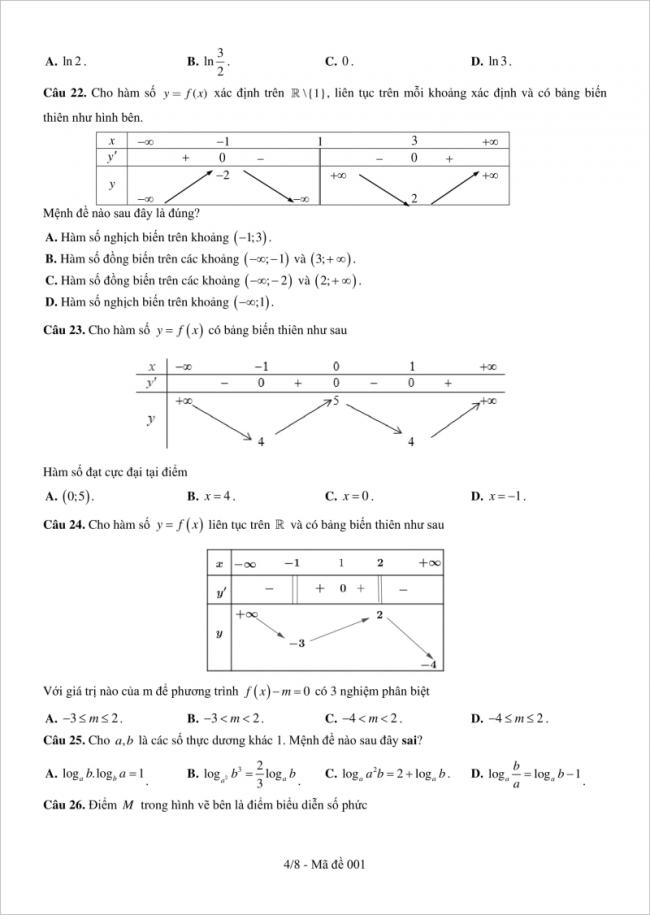 A. ln 2 . B. ln 3/2 . C. 0 . D. ln 3 .
Câu 22. Cho hàm số y = f(x) xác định trên ℝ\{1}, liên tục trên mỗi khoảng xác định và có bảng biến
thiên như hình bên.
x −∞ −1 1 3 +∞
y′ + 0 − − 0 +
y −∞ −2 −∞ +∞ 2 +∞
Mệnh đề nào sau đây là đúng?
A. Hàm số nghịch biến trên khoảng (−1;3).
B. Hàm số đồng biến trên các khoảng (−∞;−1) và (3;+∞).
C. Hàm số đồng biến trên các khoảng (−∞;−2) và (2;+∞).
D. Hàm số nghịch biến trên khoảng (−∞;1).
Câu 23. Cho hàm số y = f(x) có bảng biến thiên như sau
x −∞ −1 0 1 +∞
y′ − 0 + 0 − 0 +
y +∞ 4 5 4 +∞
Hàm số đạt cực đại tại điểm
A. (0;5). B. x = 4 . C. x = 0 . D. x = −1 .
Câu 24. Cho hàm số y = f(x) liên tục trên ℝ và có bảng biến thiên như sau
x −∞ −1 1 2 +∞
y′ − || + 0 + || −
y +∞ −3 2 −4
Với giá trị nào của m để phương trình f(x) − m = 0 có 3 nghiệm phân biệt
A. −3 ≤ m ≤ 2 . B. −3 < m < 2 . C. −4 < m < 2 . D. −4 ≤ m ≤ 2 .
Câu 25. Cho a,b là các số thực dương khác 1. Mệnh đề nào sau đây sai?
A. logₐ b.log_b a = 1 . B. log_{a²} b³ = 2/3 logₐ b . C. logₐ a²b = 2 + logₐ b . D. logₐ b/a = logₐ b − 1 .
Câu 26. Điểm M trong hình vẽ bên là điểm biểu diễn số phức
4/8 - Mã đề 001